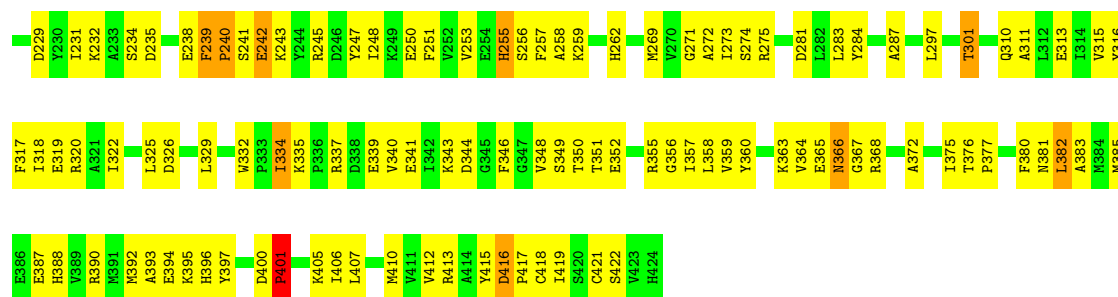 D229 Y230 I231 K232 A233 S234 D235 E238 F239 P240 S241 E242 K243 Y244 R245 D246 Y247 I248 K249 E250 F251 V252 V253 E254 H255 S256 F257 A258 K259 H262 M269 V270 G271 A272 I273 S274 R275 D281 L282 L283 Y284 A287 L297 T301 Q310 A311 L312 E313 I314 V315 Y316
F317 I318 E319 R320 A321 I322 L325 D326 L329 W332 P333 I334 K335 P336 R337 D338 E339 V340 E341 I342 K343 D344 G345 F346 G347 V348 S349 T350 T351 E352 R355 G356 I357 L358 V359 Y360 K363 V364 E365 N366 G367 R368 A372 I375 T376 P377 F380 N381 L382 A383 M384 M385
E386 E387 H388 V389 R390 M391 M392 A393 E394 K395 H396 Y397 D400 P401 K405 I406 L407 M410 V411 V412 R413 A414 Y415 D416 P417 C418 I419 S420 C421 S422 V423 H424